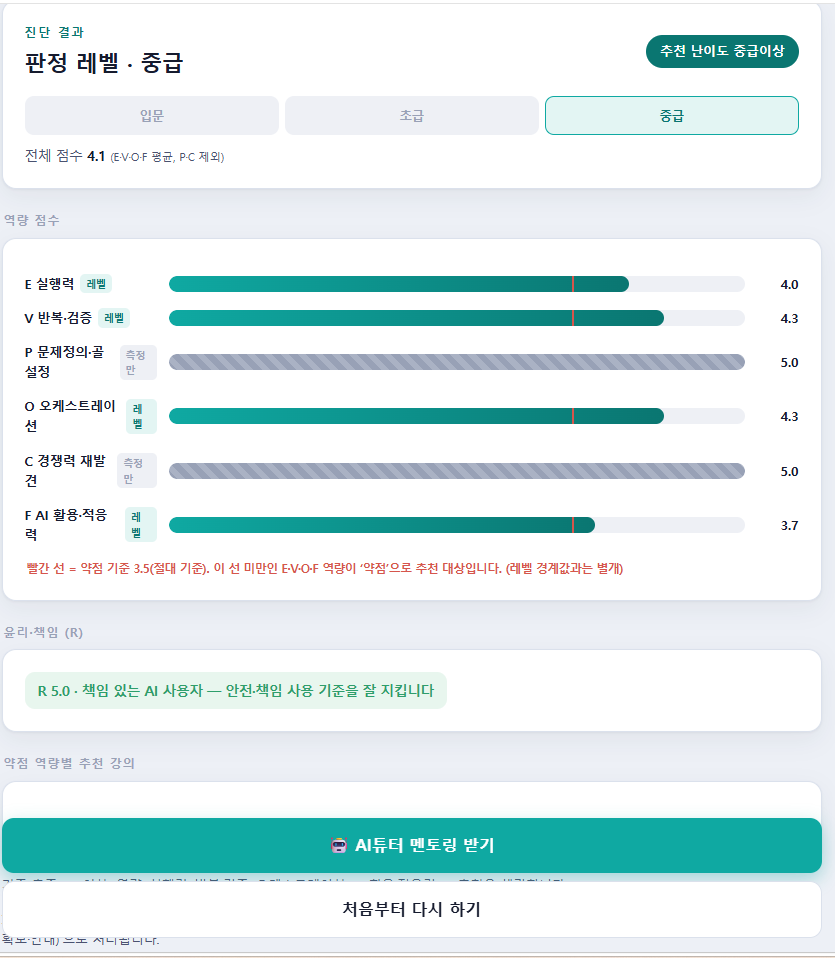 진단 결과
판정 레벨 · 중급
추천 난이도 중급이상
입문
초급
중급
전체 점수 4.1 (E·V·O·F 평균, P·C 제외)
역량 점수
E 실행력 레벨 4.0
V 반복·검증 레벨 4.3
P 문제정의·골
설정
측정
만
5.0
O 오케스트레이
션
레
벨
4.3
C 경쟁력 재발
견
측정
만
5.0
F AI 활용·적응
력
레
벨
3.7
빨간 선 = 약점 기준 3.5(절대 기준). 이 선 미만인 E·V·O·F 역량이 ‘약점’으로 추천 대상입니다. (레벨 경계값과는 별개)
윤리·책임 (R)
R 5.0 · 책임 있는 AI 사용자 — 안전·책임 사용 기준을 잘 지킵니다
약점 역량별 추천 강의
AI튜터 멘토링 받기
처음부터 다시 하기